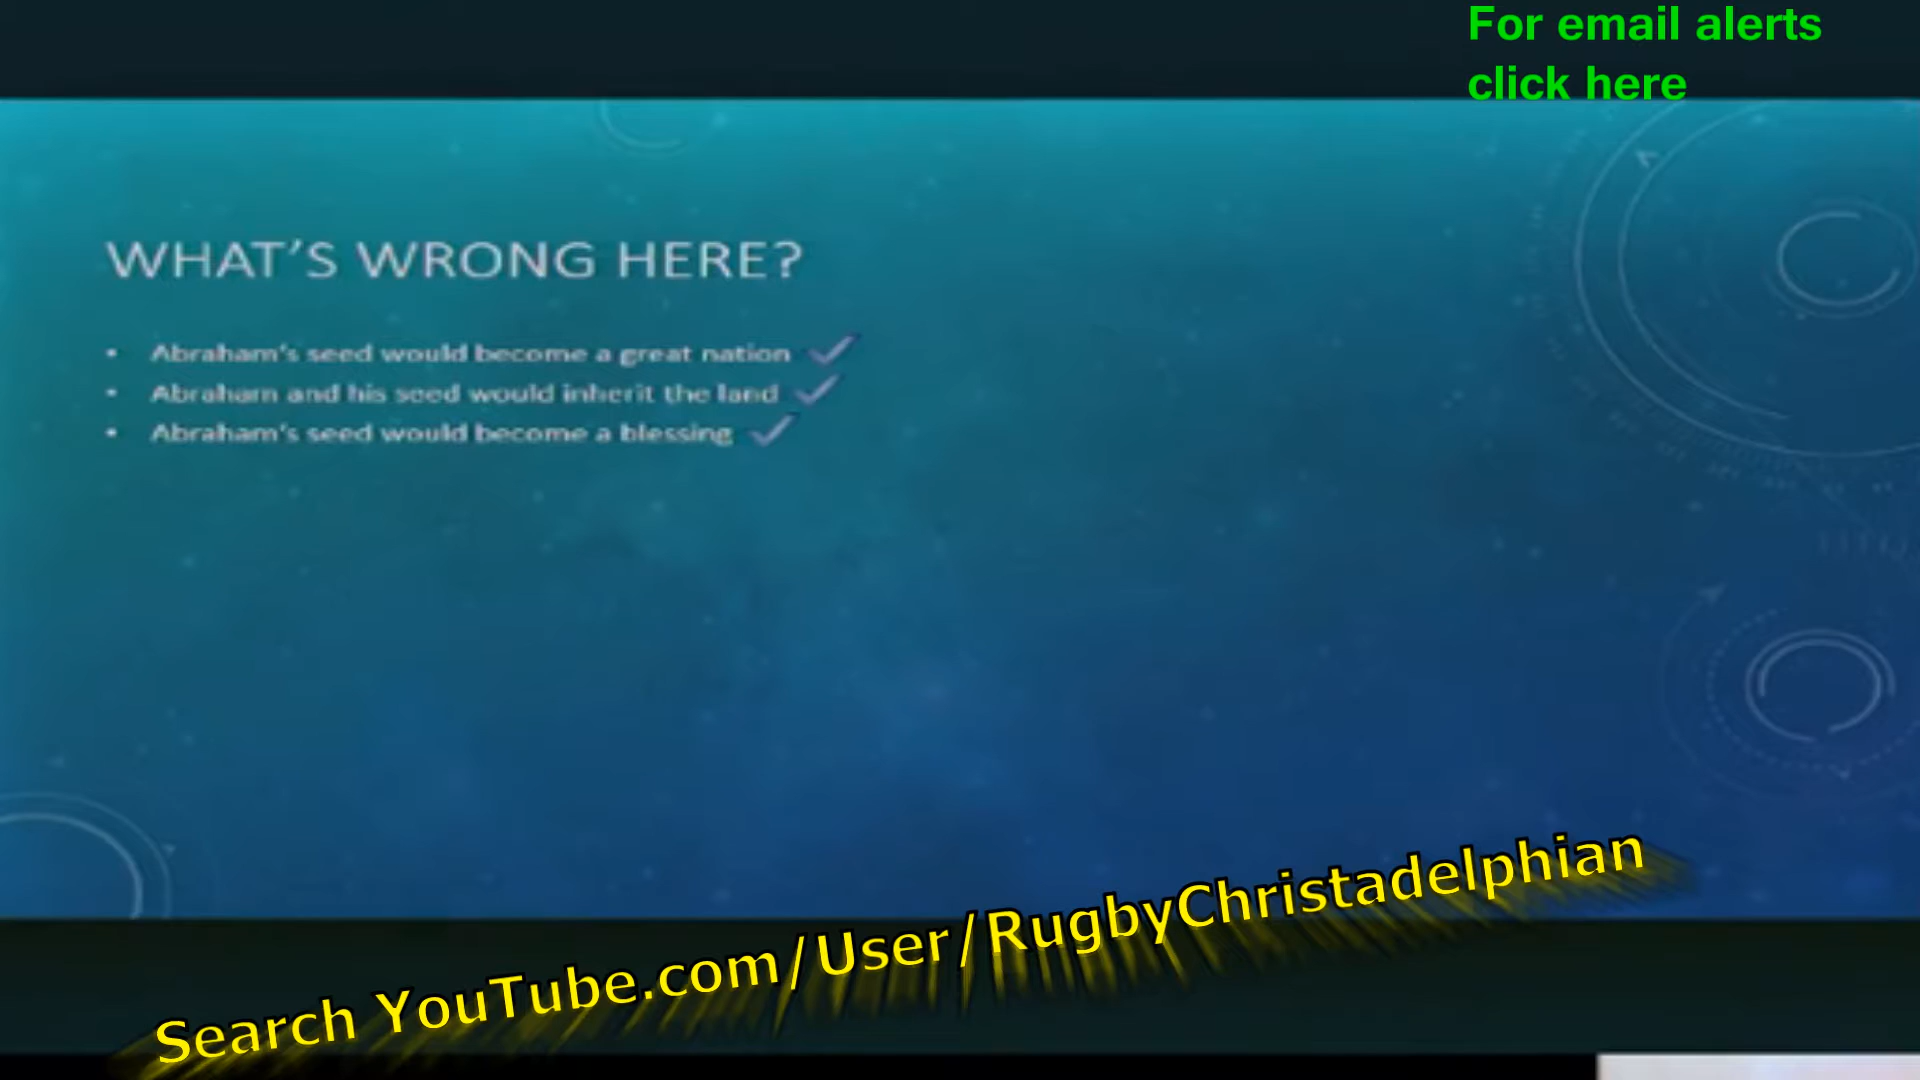 For email alerts
click here
WHAT'S WRONG HERE?
• Abraham's seed would become a great nation ✓
• Abraham and his seed would inherit the land ✓
• Abraham's seed would become a blessing ✓
Search YouTube.com/User/RugbyChristadelphian